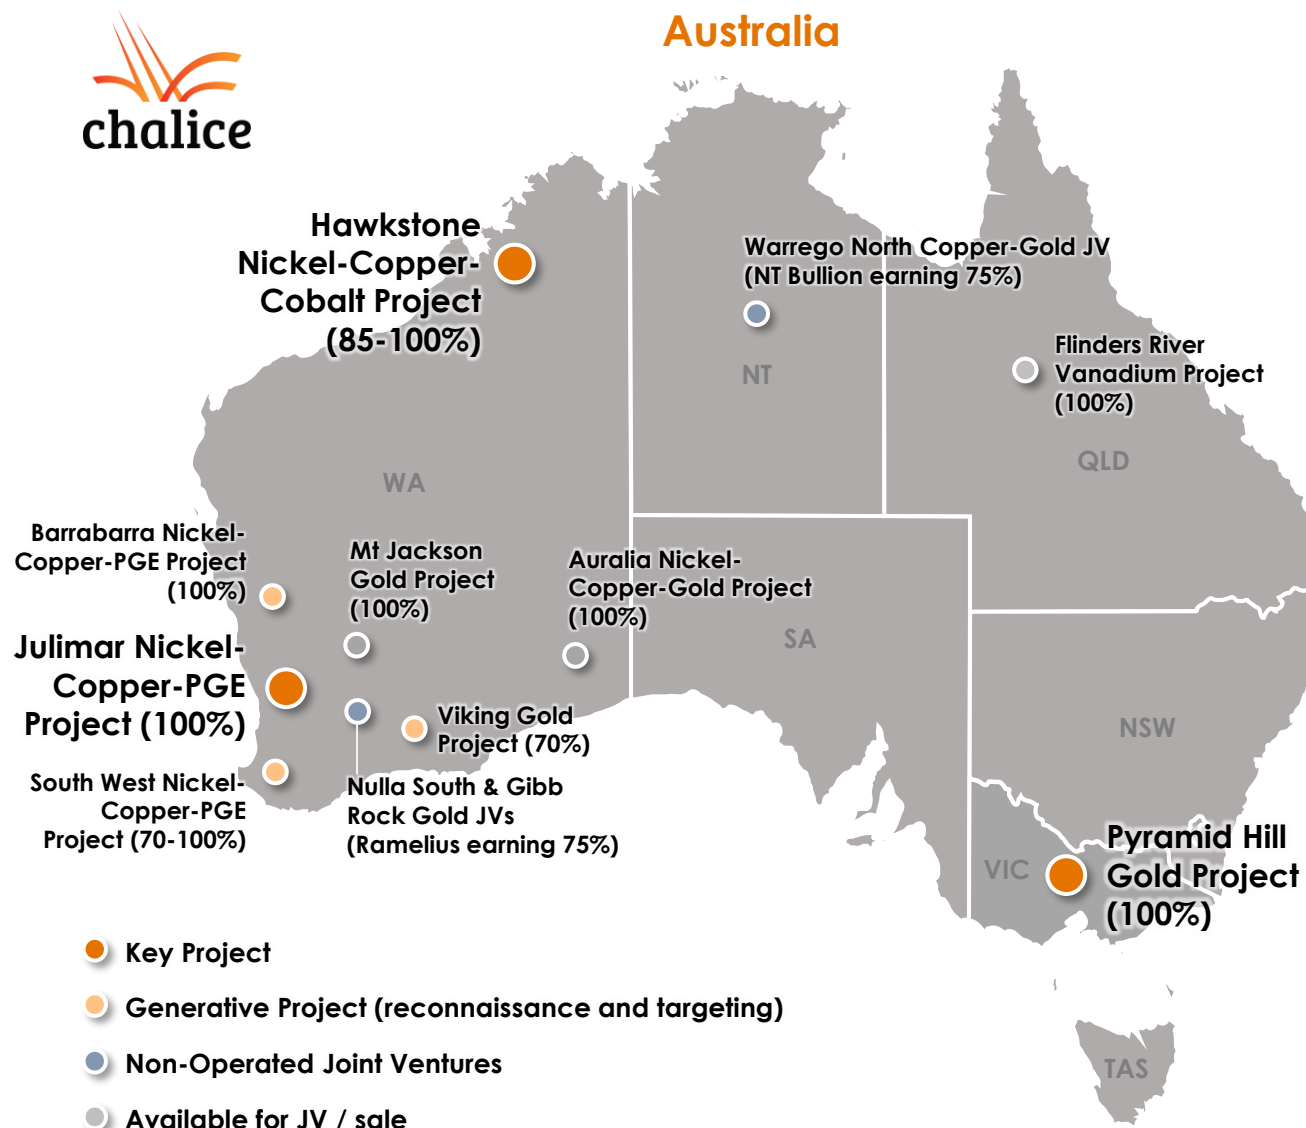 Australia
chalice
Hawkstone
Nickel-Copper-
Cobalt Project
(85-100%)
Warrego North Copper-Gold JV
(NT Bullion earning 75%)
Flinders River
Vanadium Project
(100%)
NT
QLD
WA
Barrabarra Nickel-
Copper-PGE Project
(100%)
Mt Jackson
Gold Project
(100%)
Auralia Nickel-
Copper-Gold Project
(100%)
SA
Julimar Nickel-
Copper-PGE
Project (100%)
Viking Gold
Project (70%)
NSW
South West Nickel-
Copper-PGE
Project (70-100%)
Nulla South & Gibb
Rock Gold JVs
(Ramelius earning 75%)
VIC
Pyramid Hill
Gold Project
(100%)
Key Project
Generative Project (reconnaissance and targeting)
Non-Operated Joint Ventures
TAS
Available for JV / sale